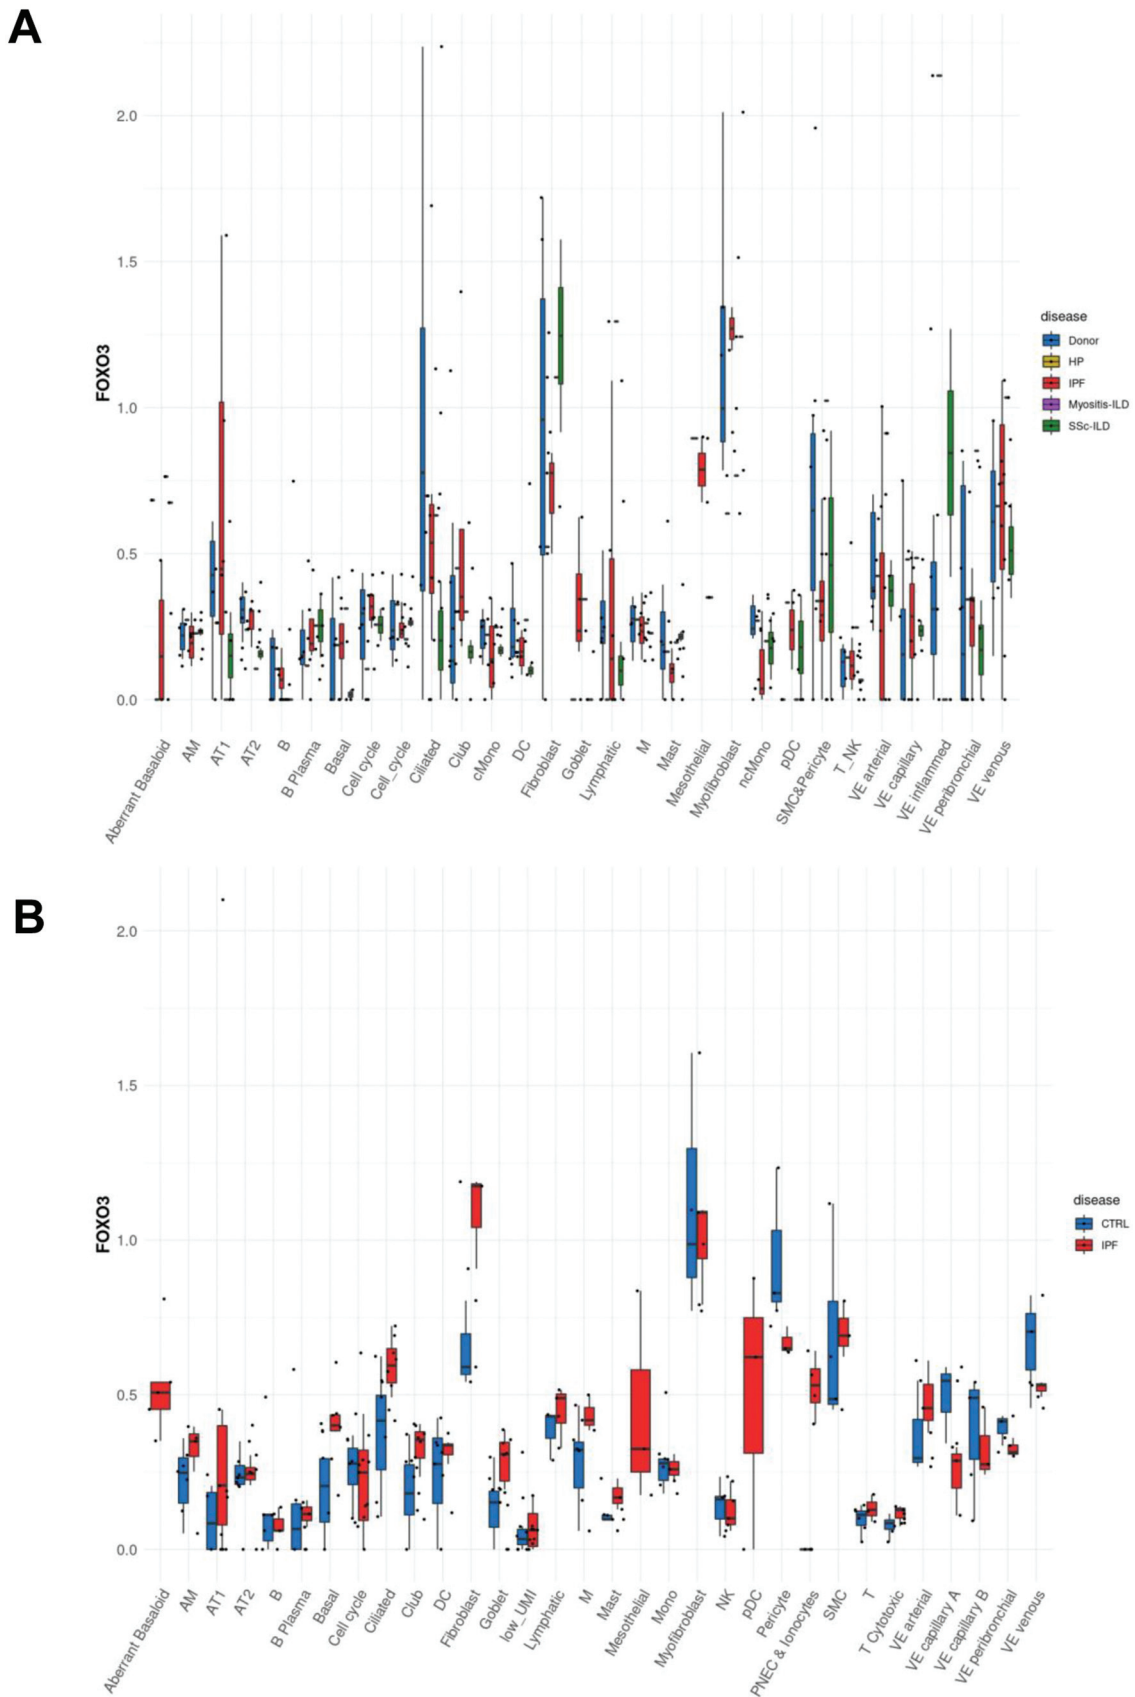 A
FOXO3
2.0
1.5
1.0
0.5
0.0
Aberrant Basaloid
AM
AT1
AT2
B
B Plasma
Basal
Cell cycle
Cell_cycle
Ciliated
Club
cMono
DC
Fibroblast
Goblet
Lymphatic
M
Mast
Mesothelial
Myofibroblast
ncMono
pDC
SMC&Pericyte
T_NK
VE arterial
VE capillary
VE inflammed
VE peribronchial
VE venous
disease
Donor
HP
IPF
Myositis-ILD
SSc-ILD
B
FOXO3
2.0
1.5
1.0
0.5
0.0
Aberrant Basaloid
AM
AT1
AT2
B
B Plasma
Basal
Cell cycle
Ciliated
Club
DC
Fibroblast
Goblet
low_UMI
Lymphatic
M
Mast
Mesothelial
Mono
Myofibroblast
NK
pDC
Pericyte
PNEC & Ionocytes
SMC
T
T Cytotoxic
VE arterial
VE capillary A
VE capillary B
VE peribronchial
VE venous
disease
CTRL
IPF